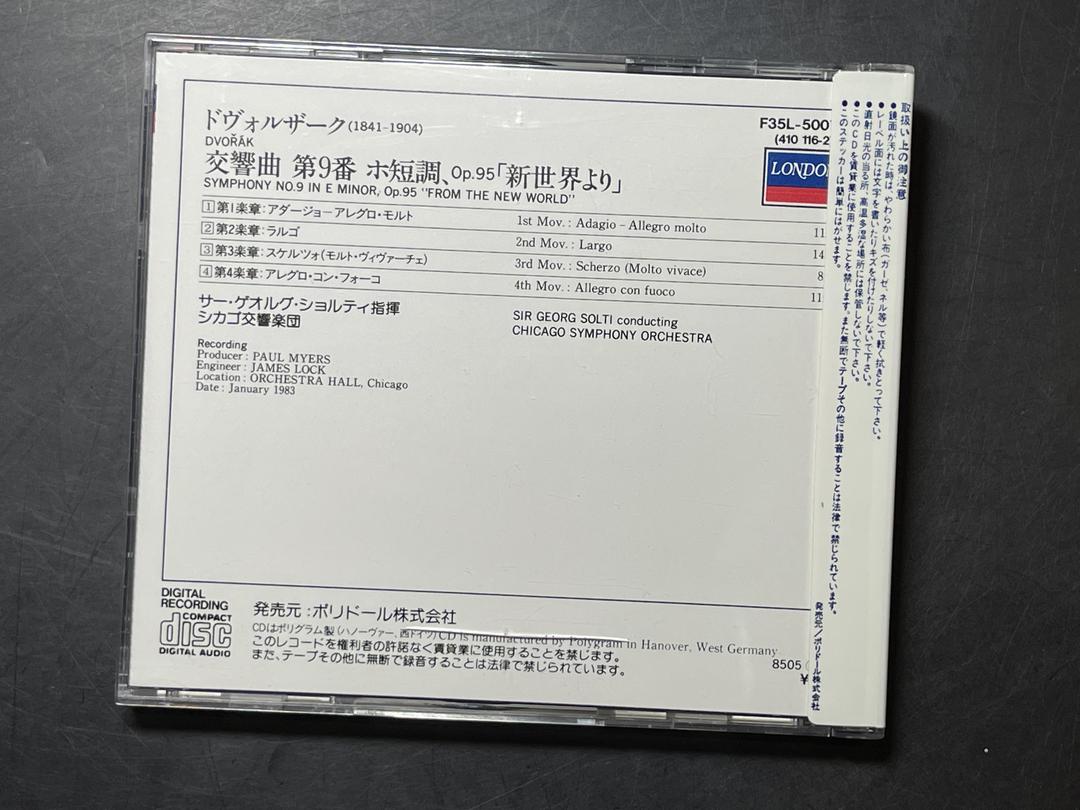 ドヴォルザーク(1841-1904)
DVOŘÁK
交響曲 第9番 ホ短調、Op.95「新世界より」
SYMPHONY NO.9 IN E MINOR, Op.95 "FROM THE NEW WORLD"
F35L-500
(410 116-2
LONDON
1 第1楽章:アダージョーアレグロ・モルト 1st Mov.: Adagio – Allegro molto 11
2 第2楽章:ラルゴ 2nd Mov.: Largo 14
3 第3楽章:スケルツォ(モルト・ヴィヴァーチェ) 3rd Mov.: Scherzo (Molto vivace) 8
4 第4楽章:アレグロ・コン・フォーコ 4th Mov.: Allegro con fuoco 11
サー・ゲオルグ・ショルティ指揮
シカゴ交響楽団
SIR GEORG SOLTI conducting
CHICAGO SYMPHONY ORCHESTRA
Recording
Producer: PAUL MYERS
Engineer: JAMES LOCK
Location: ORCHESTRA HALL, Chicago
Date: January 1983
DIGITAL
RECORDING
COMPACT
disc
DIGITAL AUDIO
発売元:ポリドール株式会社
CDはポリグラム製(ハノーヴァー、西ドイツ) CD is manufactured by Polygram in Hanover, West Germany
このレコードを権利者の許諾なく賃貸業に使用することを禁じます。
また、テープその他に無断で録音することは法律で禁じられています。
8505
¥
取扱い上の御注意
●鏡面が汚れた時は、やわらかい布(ガーゼ、ネル等)で軽く拭きとって下さい。
●レーベル面には文字を書いたりキズを付けたりしないで下さい。
●直射日光の当る所、高温多湿な場所には保管しないで下さい。
●このCDを賃貸業に使用することを禁じます。また無断でテープその他に録音することは法律で禁じられています。
●このステッカーは簡単にはがせます。
発売元/ポリドール株式会社